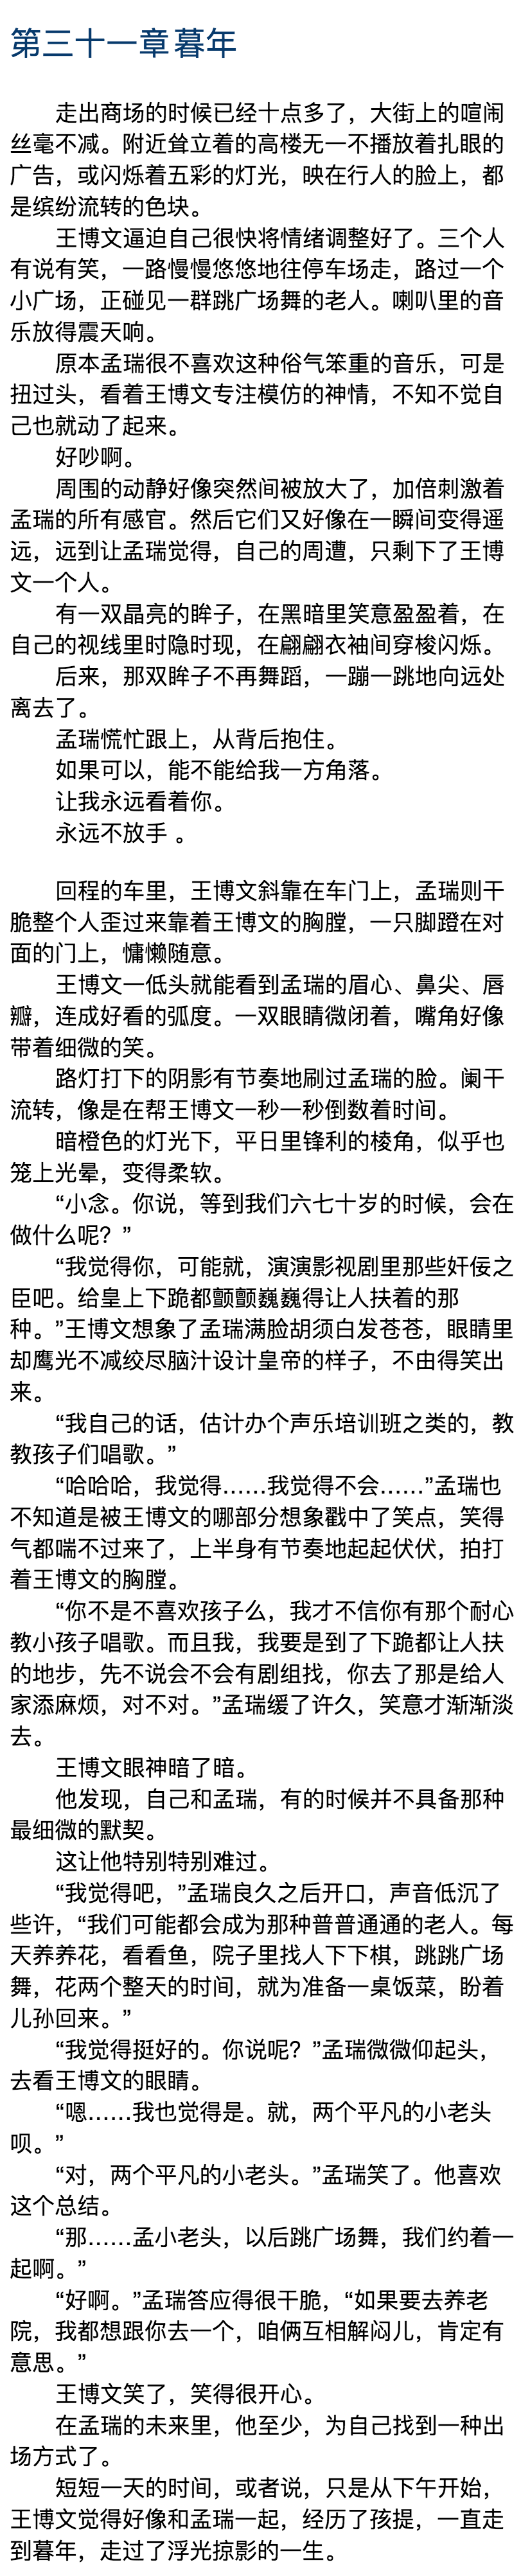 第三十一章 暮年
走出商场的时候已经十点多了，大街上的喧闹
丝毫不减。附近耸立着的高楼无一不播放着扎眼的
广告，或闪烁着五彩的灯光，映在行人的脸上，都
是缤纷流转的色块。
王博文逼迫自己很快将情绪调整好了。三个人
有说有笑，一路慢慢悠悠地往停车场走，路过一个
小广场，正碰见一群跳广场舞的老人。喇叭里的音
乐放得震天响。
原本孟瑞很不喜欢这种俗气笨重的音乐，可是
扭过头，看着王博文专注模仿的神情，不知不觉自
己也就动了起来。
好吵啊。
周围的动静好像突然间被放大了，加倍刺激着
孟瑞的所有感官。然后它们又好像在一瞬间变得遥
远，远到让孟瑞觉得，自己的周遭，只剩下了王博
文一个人。
有一双晶亮的眸子，在黑暗里笑意盈盈着，在
自己的视线里时隐时现，在翩翩衣袖间穿梭闪烁。
后来，那双眸子不再舞蹈，一蹦一跳地向远处
离去了。
孟瑞慌忙跟上，从背后抱住。
如果可以，能不能给我一方角落。
让我永远看着你。
永远不放手 。
回程的车里，王博文斜靠在车门上，孟瑞则干
脆整个人歪过来靠着王博文的胸膛，一只脚蹬在对
面的门上，慵懒随意。
王博文一低头就能看到孟瑞的眉心、鼻尖、唇
瓣，连成好看的弧度。一双眼睛微闭着，嘴角好像
带着细微的笑。
路灯打下的阴影有节奏地刷过孟瑞的脸。阑干
流转，像是在帮王博文一秒一秒倒数着时间。
暗橙色的灯光下，平日里锋利的棱角，似乎也
笼上光晕，变得柔软。
“小念。你说，等到我们六七十岁的时候，会在
做什么呢？”
“我觉得你，可能就，演演影视剧里那些奸佞之
臣吧。给皇上下跪都颤颤巍巍得让人扶着的那
种。”王博文想象了孟瑞满脸胡须白发苍苍，眼睛里
却鹰光不减绞尽脑汁设计皇帝的样子，不由得笑出
来。
“我自己的话，估计办个声乐培训班之类的，教
教孩子们唱歌。”
“哈哈哈，我觉得……我觉得不会……”孟瑞也
不知道是被王博文的哪部分想象戳中了笑点，笑得
气都喘不过来了，上半身有节奏地起起伏伏，拍打
着王博文的胸膛。
“你不是不喜欢孩子么，我才不信你有那个耐心
教小孩子唱歌。而且我，我要是到了下跪都让人扶
的地步，先不说会不会有剧组找，你去了那是给人
家添麻烦，对不对。”孟瑞缓了许久，笑意才渐渐淡
去。
王博文眼神暗了暗。
他发现，自己和孟瑞，有的时候并不具备那种
最细微的默契。
这让他特别特别难过。
“我觉得吧，”孟瑞良久之后开口，声音低沉了
些许，“我们可能都会成为那种普普通通的老人。每
天养养花，看看鱼，院子里找人下下棋，跳跳广场
舞，花两个整天的时间，就为准备一桌饭菜，盼着
儿孙回来。”
“我觉得挺好的。你说呢？”孟瑞微微仰起头，
去看王博文的眼睛。
“嗯……我也觉得是。就，两个平凡的小老头
呗。”
“对，两个平凡的小老头。”孟瑞笑了。他喜欢
这个总结。
“那……孟小老头，以后跳广场舞，我们约着一
起啊。”
“好啊。”孟瑞答应得很干脆，“如果要去养老
院，我都想跟你去一个，咱俩互相解闷儿，肯定有
意思。”
王博文笑了，笑得很开心。
在孟瑞的未来里，他至少，为自己找到一种出
场方式了。
短短一天的时间，或者说，只是从下午开始，
王博文觉得好像和孟瑞一起，经历了孩提，一直走
到暮年，走过了浮光掠影的一生。